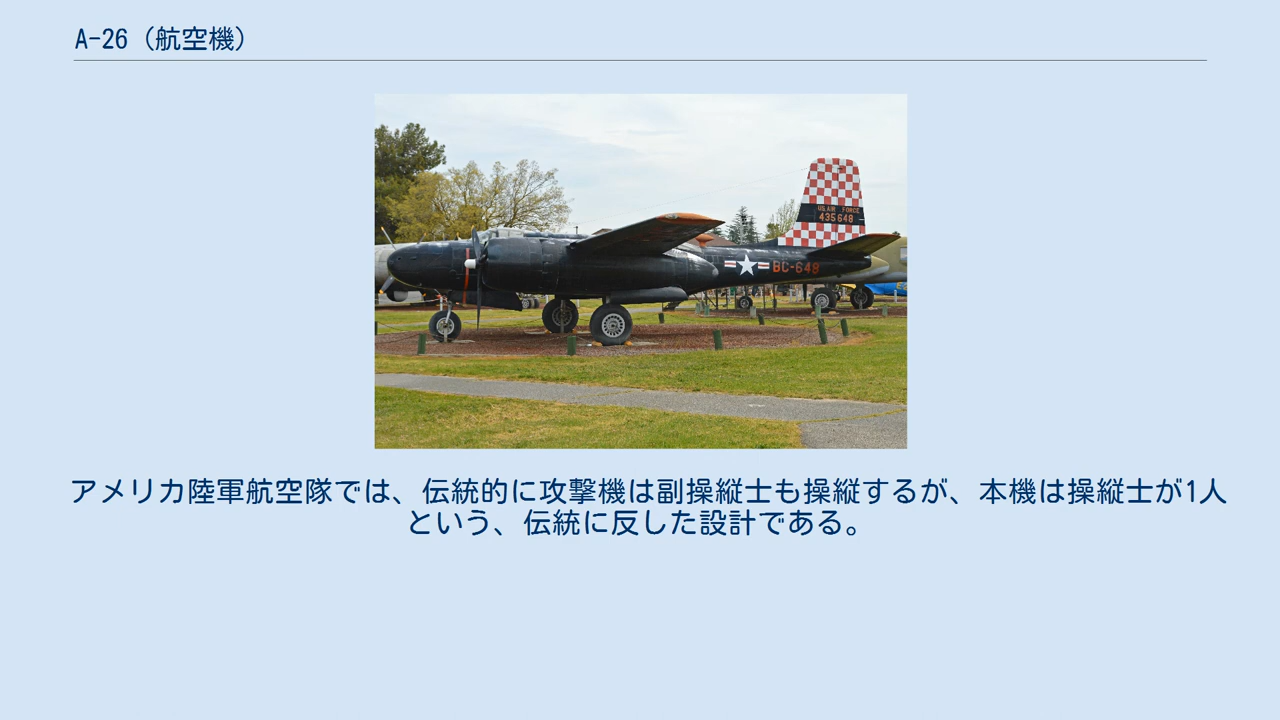 A-26（航空機）
US AIR FORCE
435648
BC-648
アメリカ陸軍航空隊では、伝統的に攻撃機は副操縦士も操縦するが、本機は操縦士が1人
という、伝統に反した設計である。